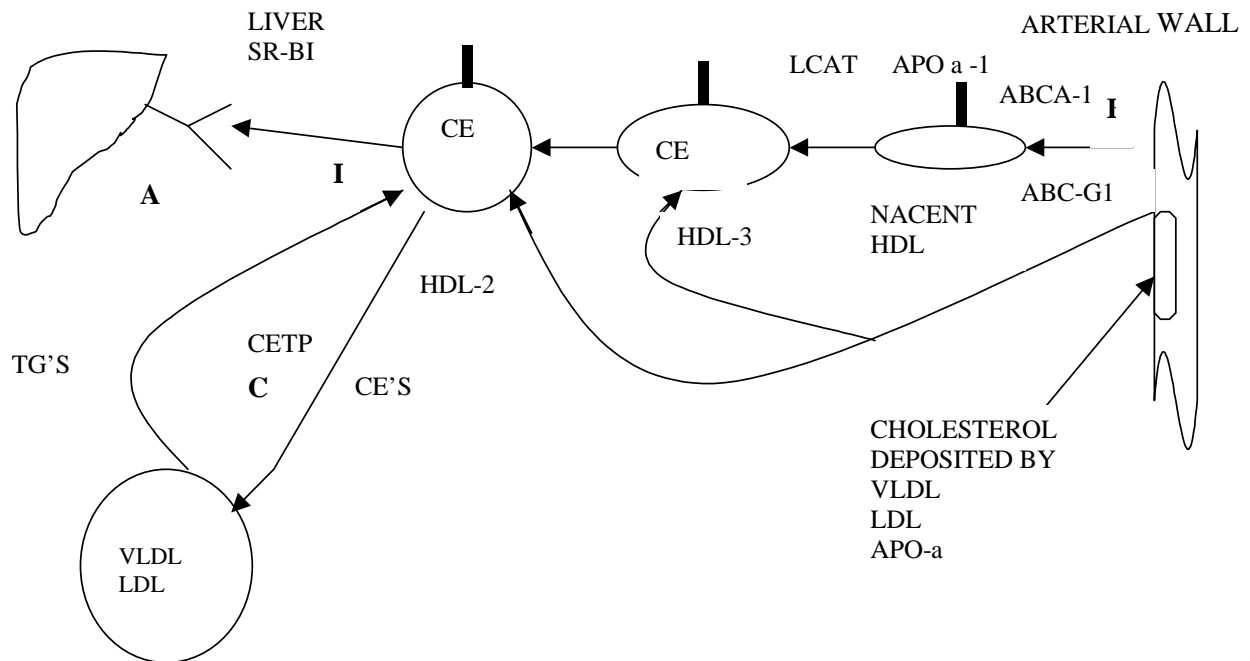 LIVER
SR-BI
ARTERIAL WALL
LCAT
APO a -1
ABCA-1
CE
CE
I
A
ABC-G1
NACENT
HDL
HDL-3
HDL-2
CETP
C
TG'S
CE'S
CHOLESTEROL
DEPOSITED BY
VLDL
LDL
APO-a
VLDL
LDL